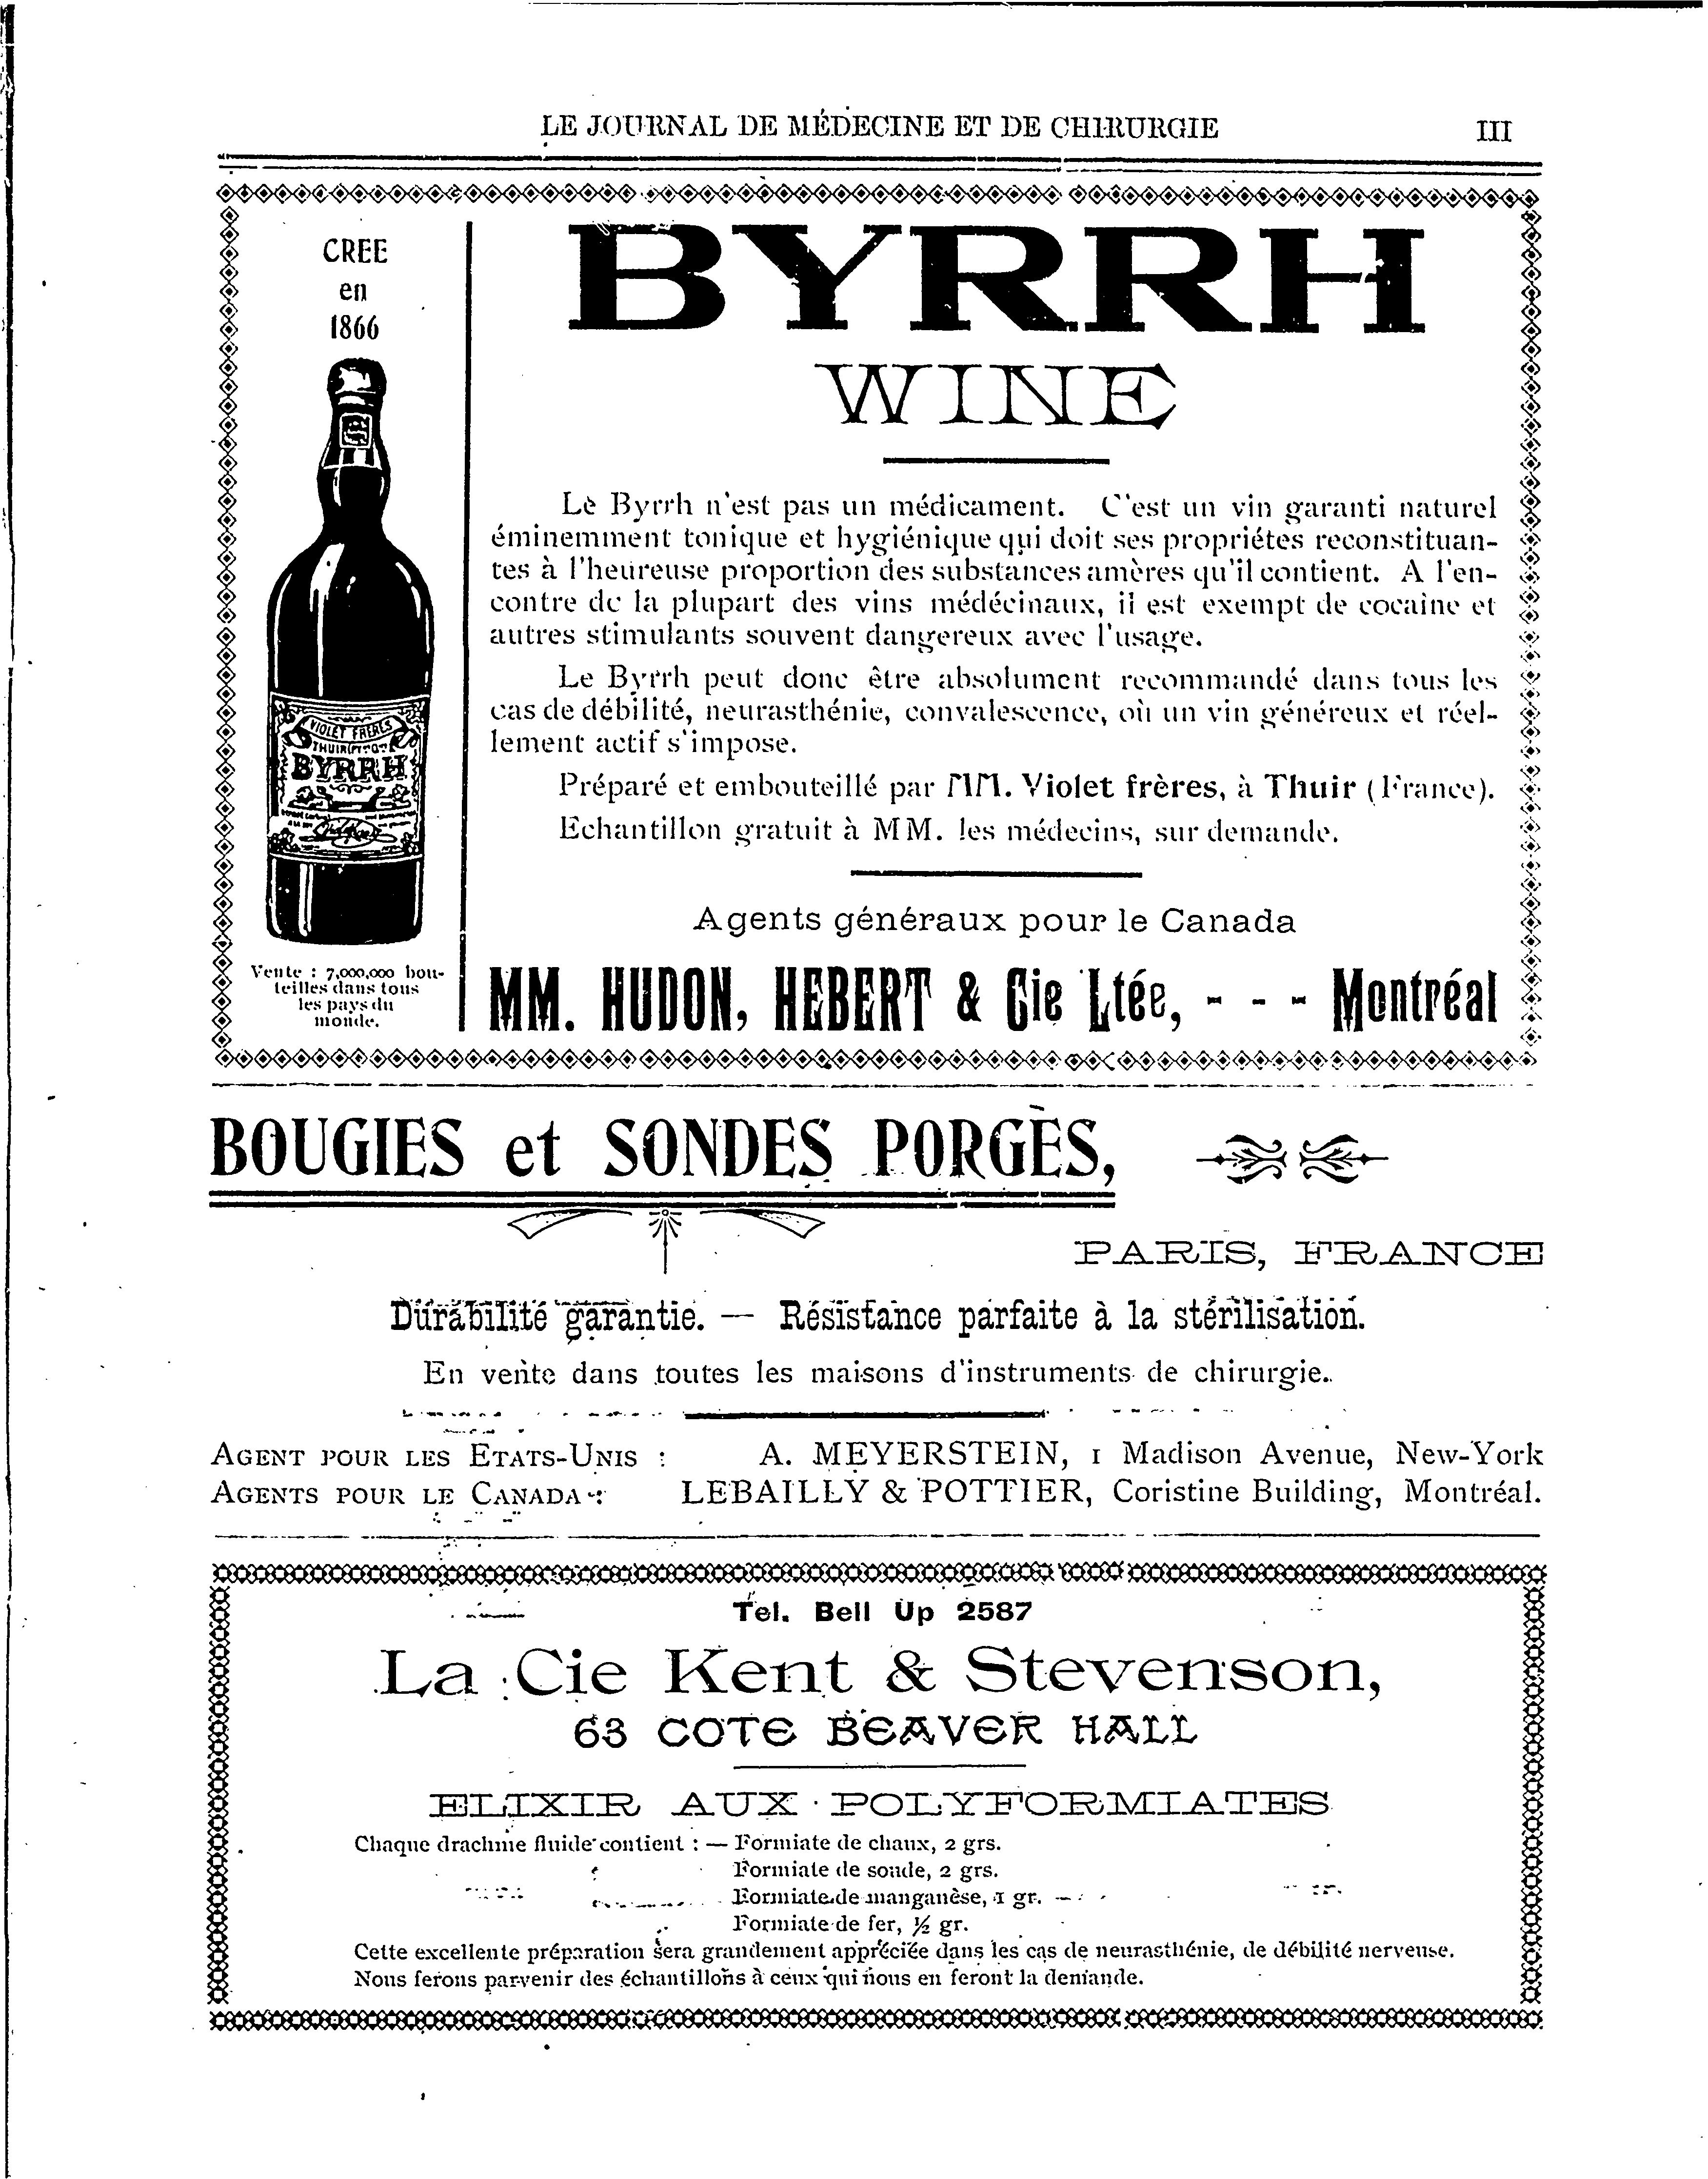 LE JOURNAL DE MÉDECINE ET DE CHIRURGIE III
CREE
en
1866
VIOLET FRÈRES
THUIR
BYRRH
Vente : 7,000,000 bou-
teilles dans tous
les pays du
monde.
BYRRH
WINE
Le Byrrh n'est pas un médicament. C'est un vin garanti naturel
éminemment tonique et hygiénique qui doit ses propriétes reconstituan-
tes à l'heureuse proportion des substances amères qu'il contient. A l'en-
contre de la plupart des vins médécinaux, il est exempt de cocaine et
autres stimulants souvent dangereux avec l'usage.
Le Byrrh peut donc être absolument recommandé dans tous les
cas de débilité, neurasthénie, convalescence, où un vin généreux et réel-
lement actif s'impose.
Préparé et embouteillé par MM. Violet frères, à Thuir (France).
Echantillon gratuit à MM. les médecins, sur demande.
Agents généraux pour le Canada
MM. HUDON, HEBERT & Cie Ltée, - - - Montréal
BOUGIES et SONDES PORGÈS,
PARIS, FRANCE
Durabilité garantie. — Résistance parfaite à la stérilisation.
En vente dans toutes les maisons d'instruments de chirurgie.
AGENT POUR LES ETATS-UNIS : A. MEYERSTEIN, 1 Madison Avenue, New-York
AGENTS POUR LE CANADA : LEBAILLY & POTTIER, Coristine Building, Montréal.
Tel. Bell Up 2587
La Cie Kent & Stevenson,
63 COTE BEAVER HALL
ELIXIR AUX POLYFORMIATES
Chaque drachme fluide contient : — Formiate de chaux, 2 grs.
Formiate de soude, 2 grs.
Formiate de manganèse, 1 gr.
Formiate de fer, ½ gr.
Cette excellente préparation sera grandement appréciée dans les cas de neurasthénie, de débilité nerveuse.
Nous ferons parvenir des échantillons à ceux qui nous en feront la demande.